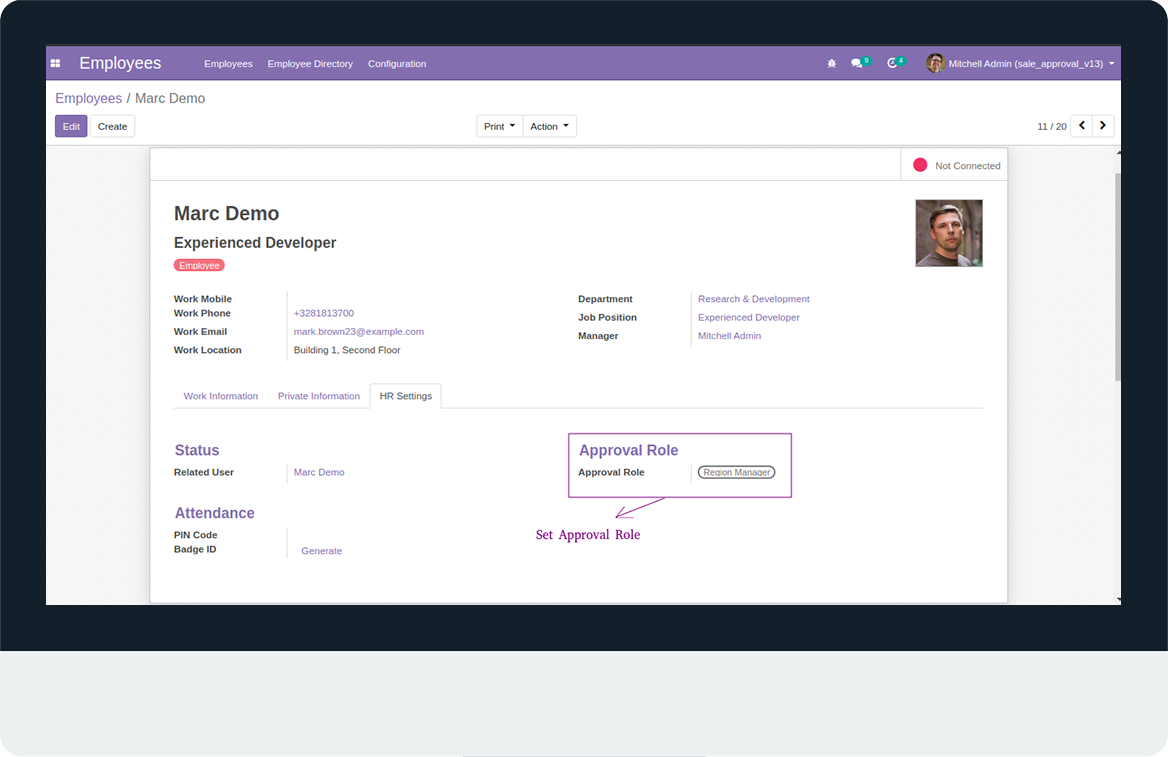 Employees Employees Employee Directory Configuration 9 4 Mitchell Admin (sale_approval_v13)
Employees / Marc Demo
Edit Create Print Action 11 / 20
Not Connected
Marc Demo
Experienced Developer
Employee
Work Mobile
Work Phone +3281813700
Work Email mark.brown23@example.com
Work Location Building 1, Second Floor
Department Research & Development
Job Position Experienced Developer
Manager Mitchell Admin
Work Information Private Information HR Settings
Status
Related User Marc Demo
Approval Role
Approval Role Region Manager
Set Approval Role
Attendance
PIN Code
Badge ID Generate